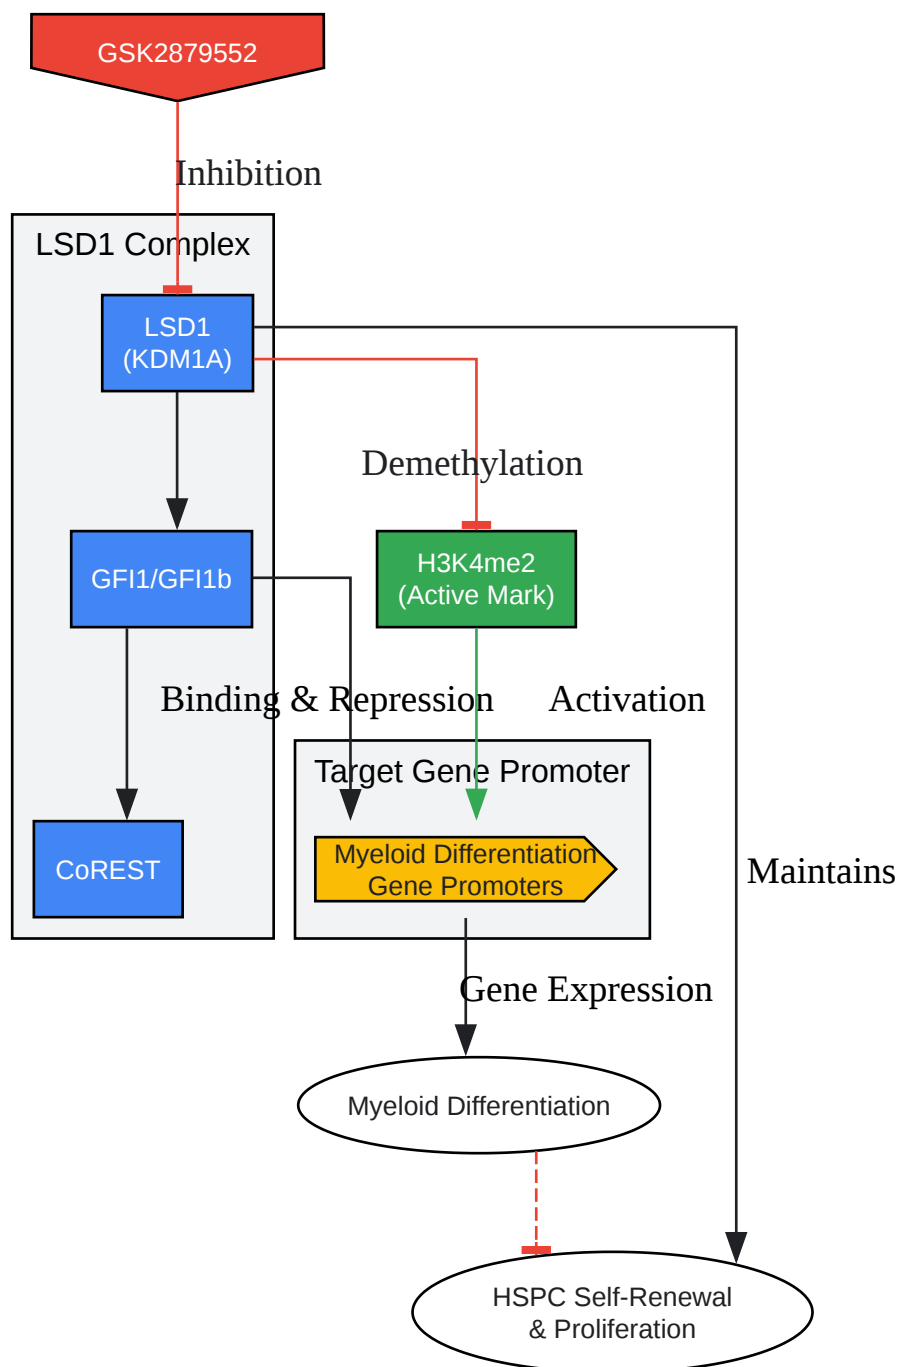 GSK2879552
Inhibition
LSD1 Complex
LSD1
(KDM1A)
Demethylation
GFI1/GFI1b
H3K4me2
(Active Mark)
Binding & Repression
Activation
Target Gene Promoter
Myeloid Differentiation
Gene Promoters
CoREST
Maintains
Gene Expression
Myeloid Differentiation
HSPC Self-Renewal
& Proliferation